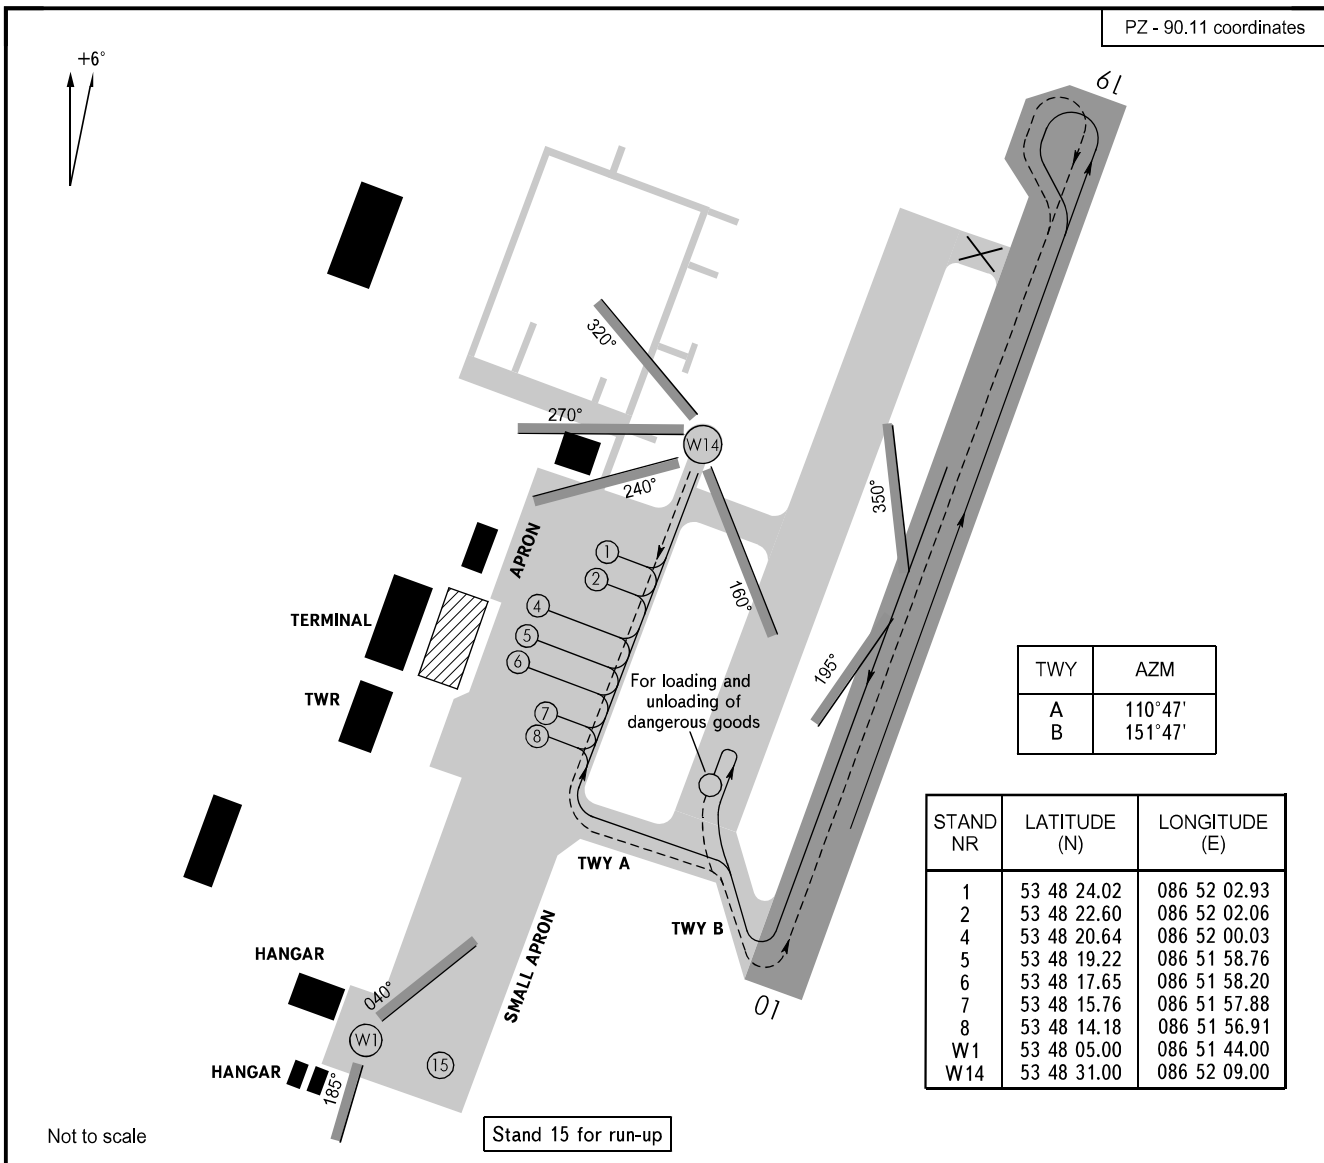 PZ - 90.11 coordinates
+6°
19
320°
270°
W14
240°
350°
APRON
1
2
160°
4
TERMINAL
5
6
195°
For loading and
unloading of
dangerous goods
TWR
7
8
TWY AZM
A 110°47'
B 151°47'
STAND NR LATITUDE (N) LONGITUDE (E)
1 53 48 24.02 086 52 02.93
2 53 48 22.60 086 52 02.06
4 53 48 20.64 086 52 00.03
5 53 48 19.22 086 51 58.76
6 53 48 17.65 086 51 58.20
7 53 48 15.76 086 51 57.88
8 53 48 14.18 086 51 56.91
W1 53 48 05.00 086 51 44.00
W14 53 48 31.00 086 52 09.00
TWY A
TWY B
SMALL APRON
HANGAR
040°
01
W1
15
HANGAR
185°
Not to scale
Stand 15 for run-up